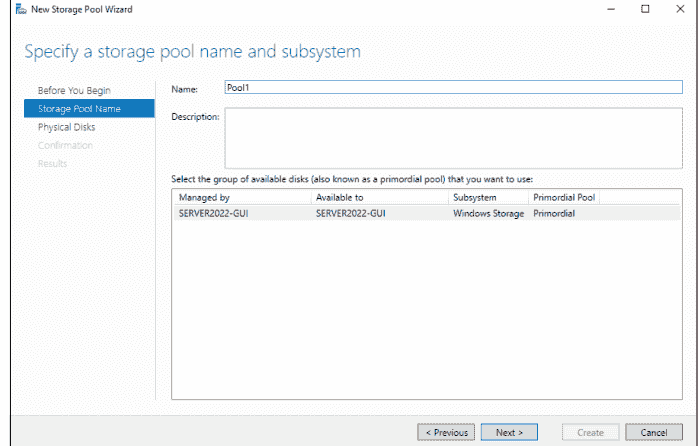 New Storage Pool Wizard
Specify a storage pool name and subsystem
Before You Begin
Storage Pool Name
Physical Disks
Confirmation
Results
Name: Pool1
Description:
Select the group of available disks (also known as a primordial pool) that you want to use:
Managed by Available to Subsystem Primordial Pool
SERVER2022-GUI SERVER2022-GUI Windows Storage Primordial
< Previous Next > Create Cancel